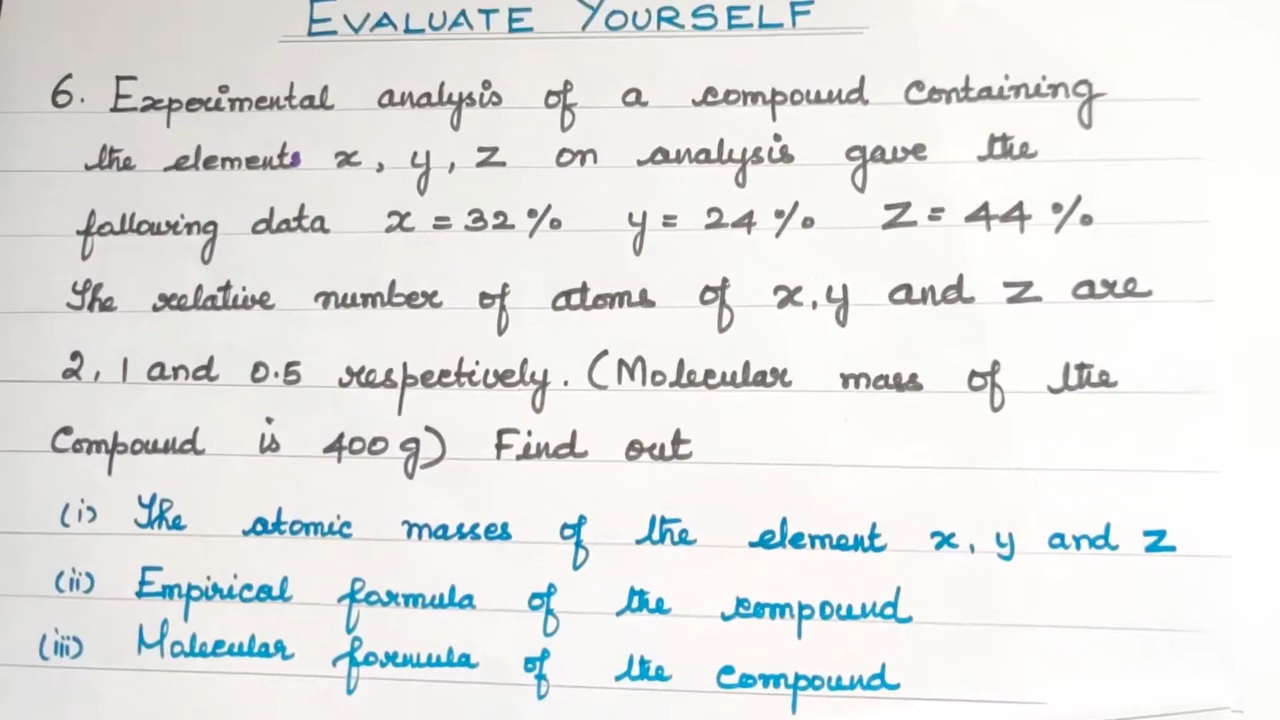 EVALUATE YOURSELF
6. Experimental analysis of a compound containing
the elements x, y, z on analysis gave the
fallowing data x = 32% y = 24% Z = 44%
The relative number of atoms of x, y and z are
2, 1 and 0.5 respectively. (Molecular mass of the
Compound is 400g) Find out
(i) The atomic masses of the element x, y and z
(ii) Empirical formula of the compound
(iii) Molecular formula of the compound